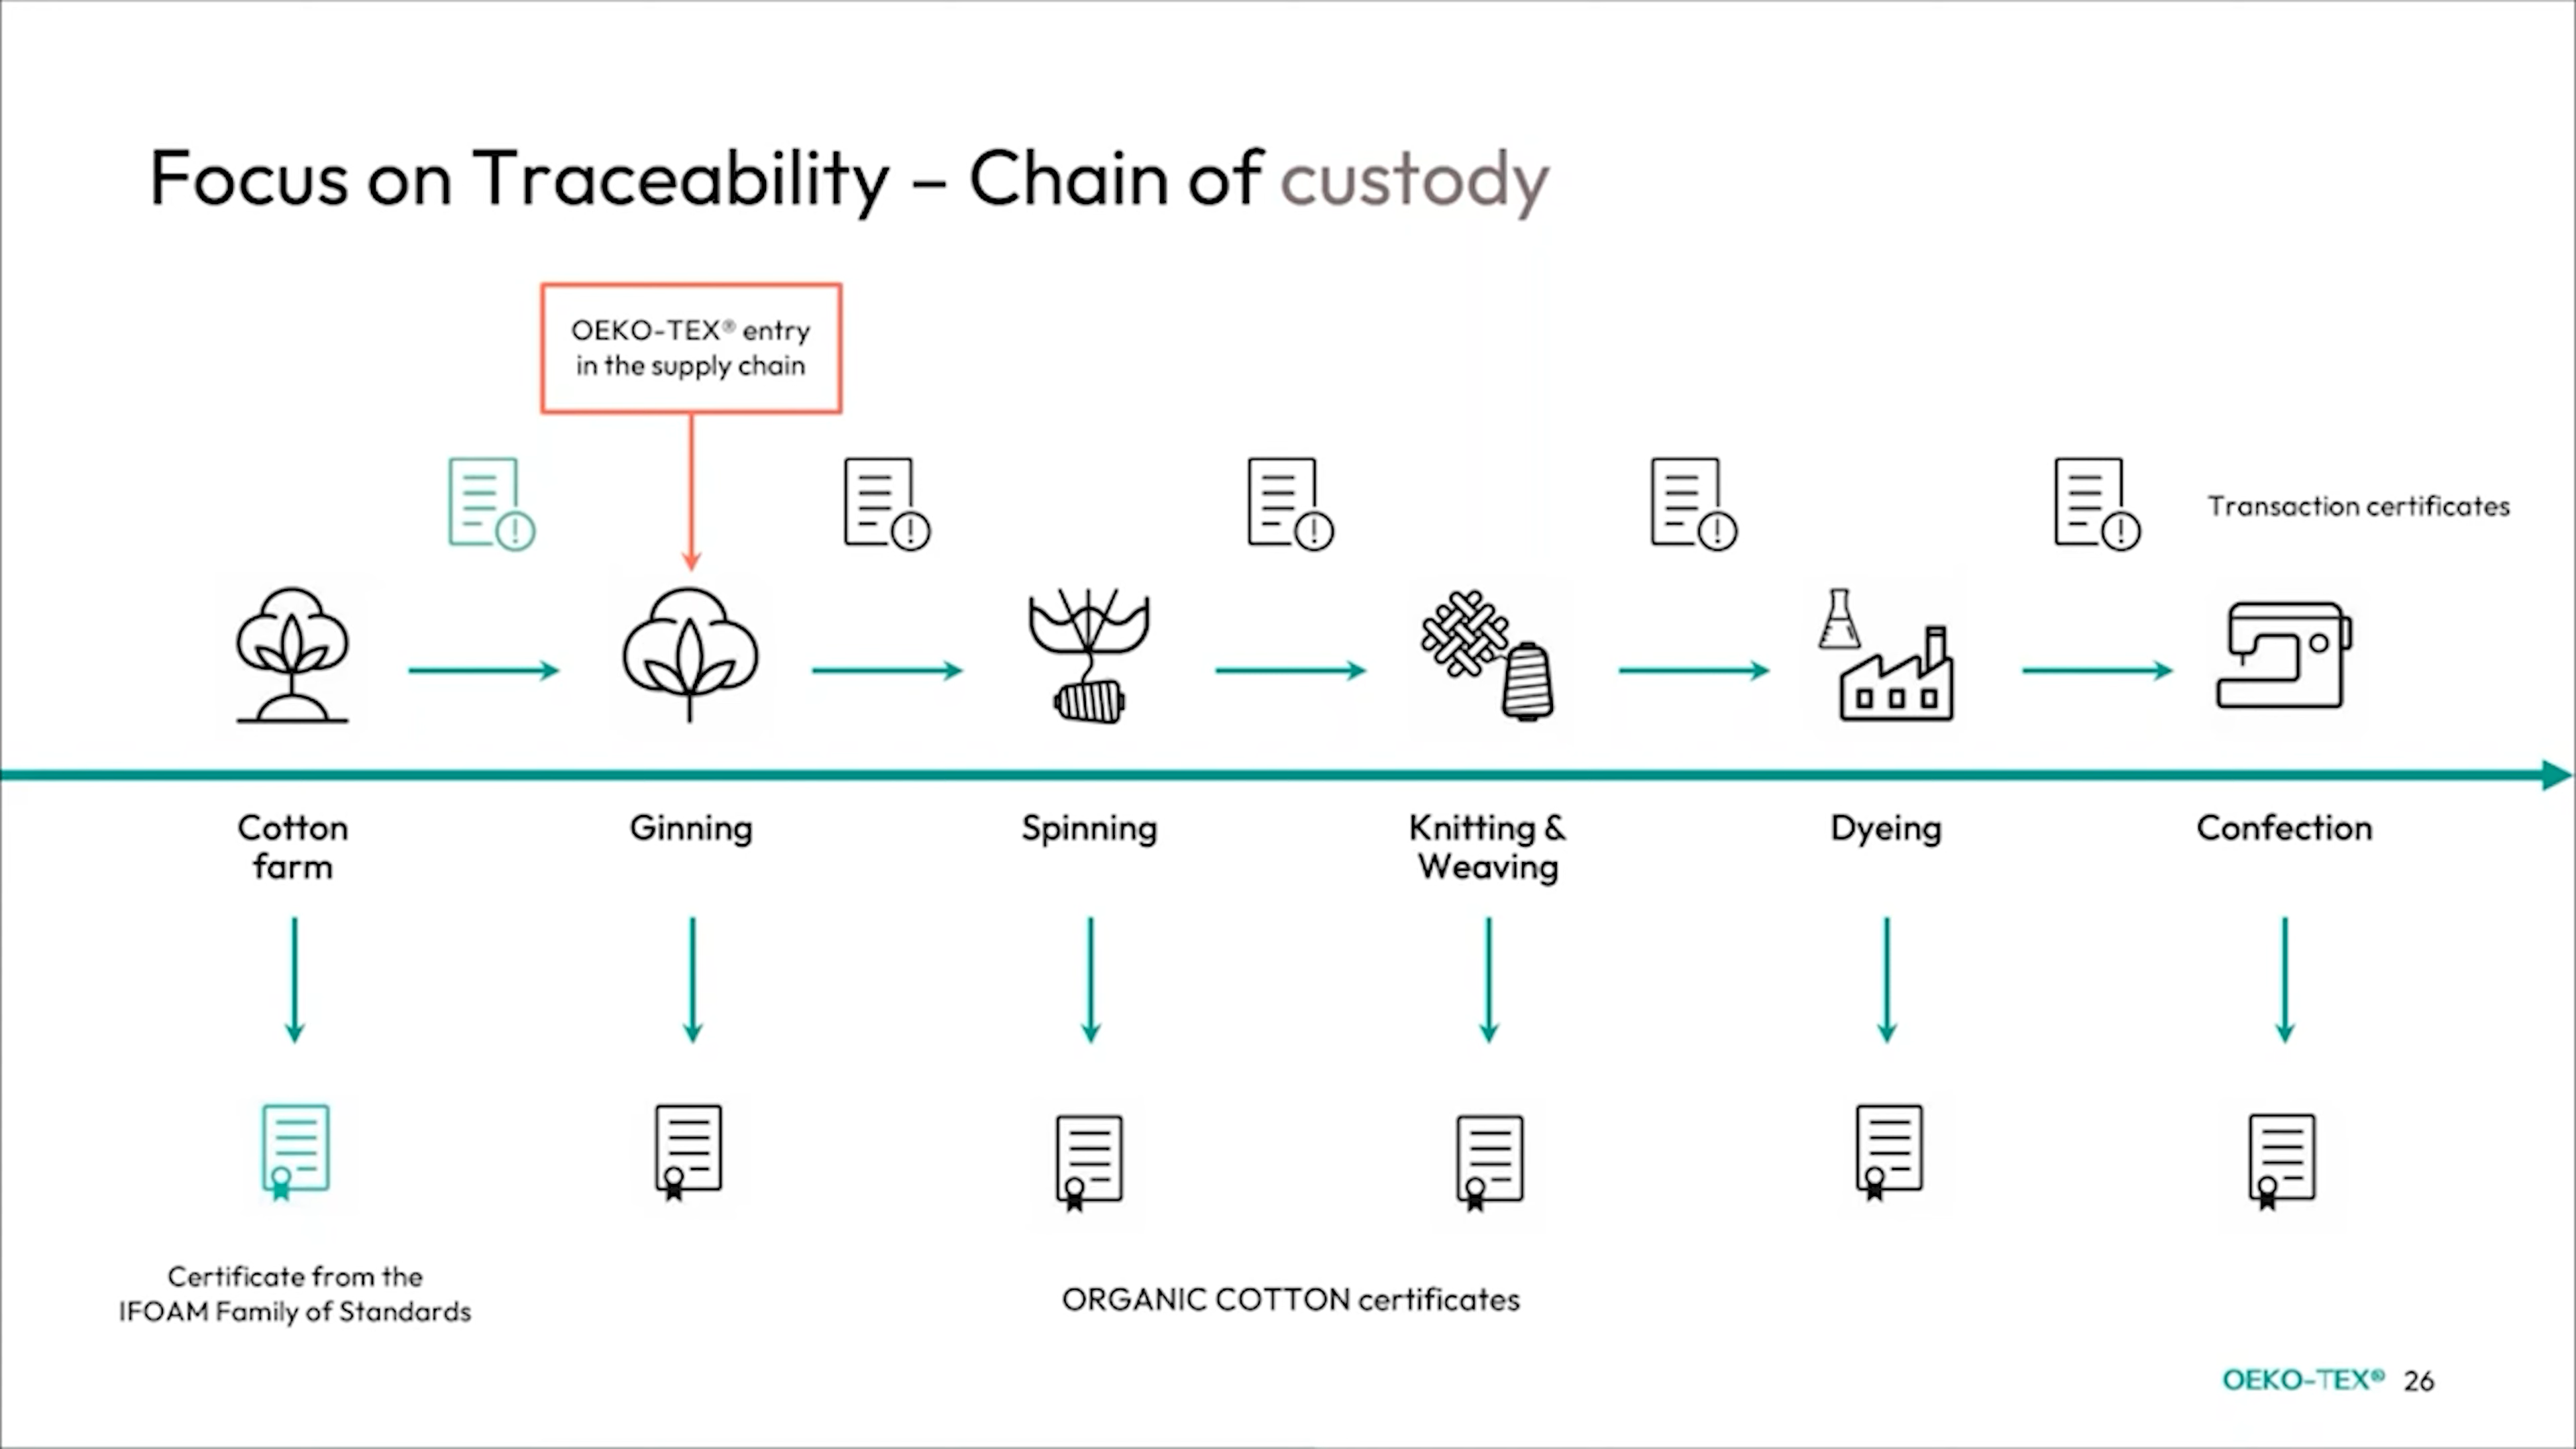 Focus on Traceability – Chain of custody
OEKO-TEX® entry
in the supply chain
Transaction certificates
Cotton
farm
Ginning
Spinning
Knitting &
Weaving
Dyeing
Confection
Certificate from the
IFOAM Family of Standards
ORGANIC COTTON certificates
OEKO-TEX® 26